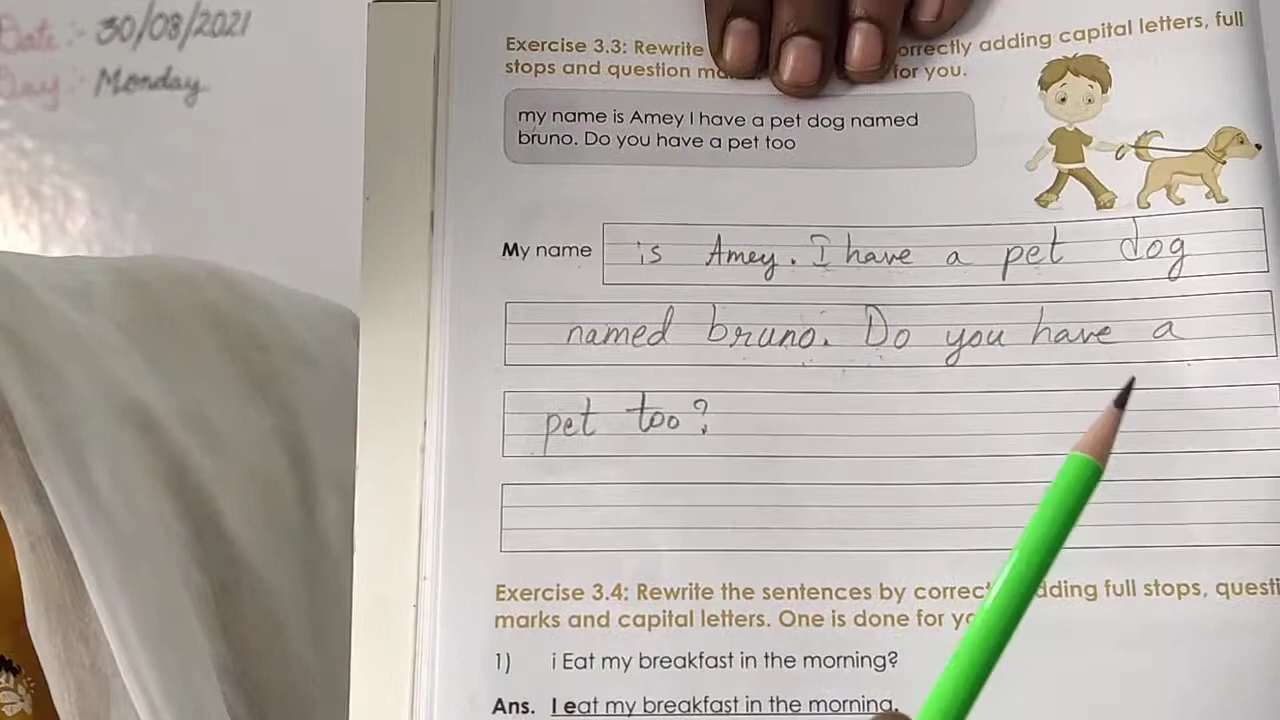 Date :- 30/08/2021
Day :- Monday
Exercise 3.3: Rewrite orrectly adding capital letters, full
stops and question for you.
my name is Amey I have a pet dog named
bruno. Do you have a pet too
My name is Amey. I have a pet dog
named bruno. Do you have a
pet too?
Exercise 3.4: Rewrite the sentences by correctly adding full stops, questi
marks and capital letters. One is done for yo
1) i Eat my breakfast in the morning?
Ans. I eat my breakfast in the morning.